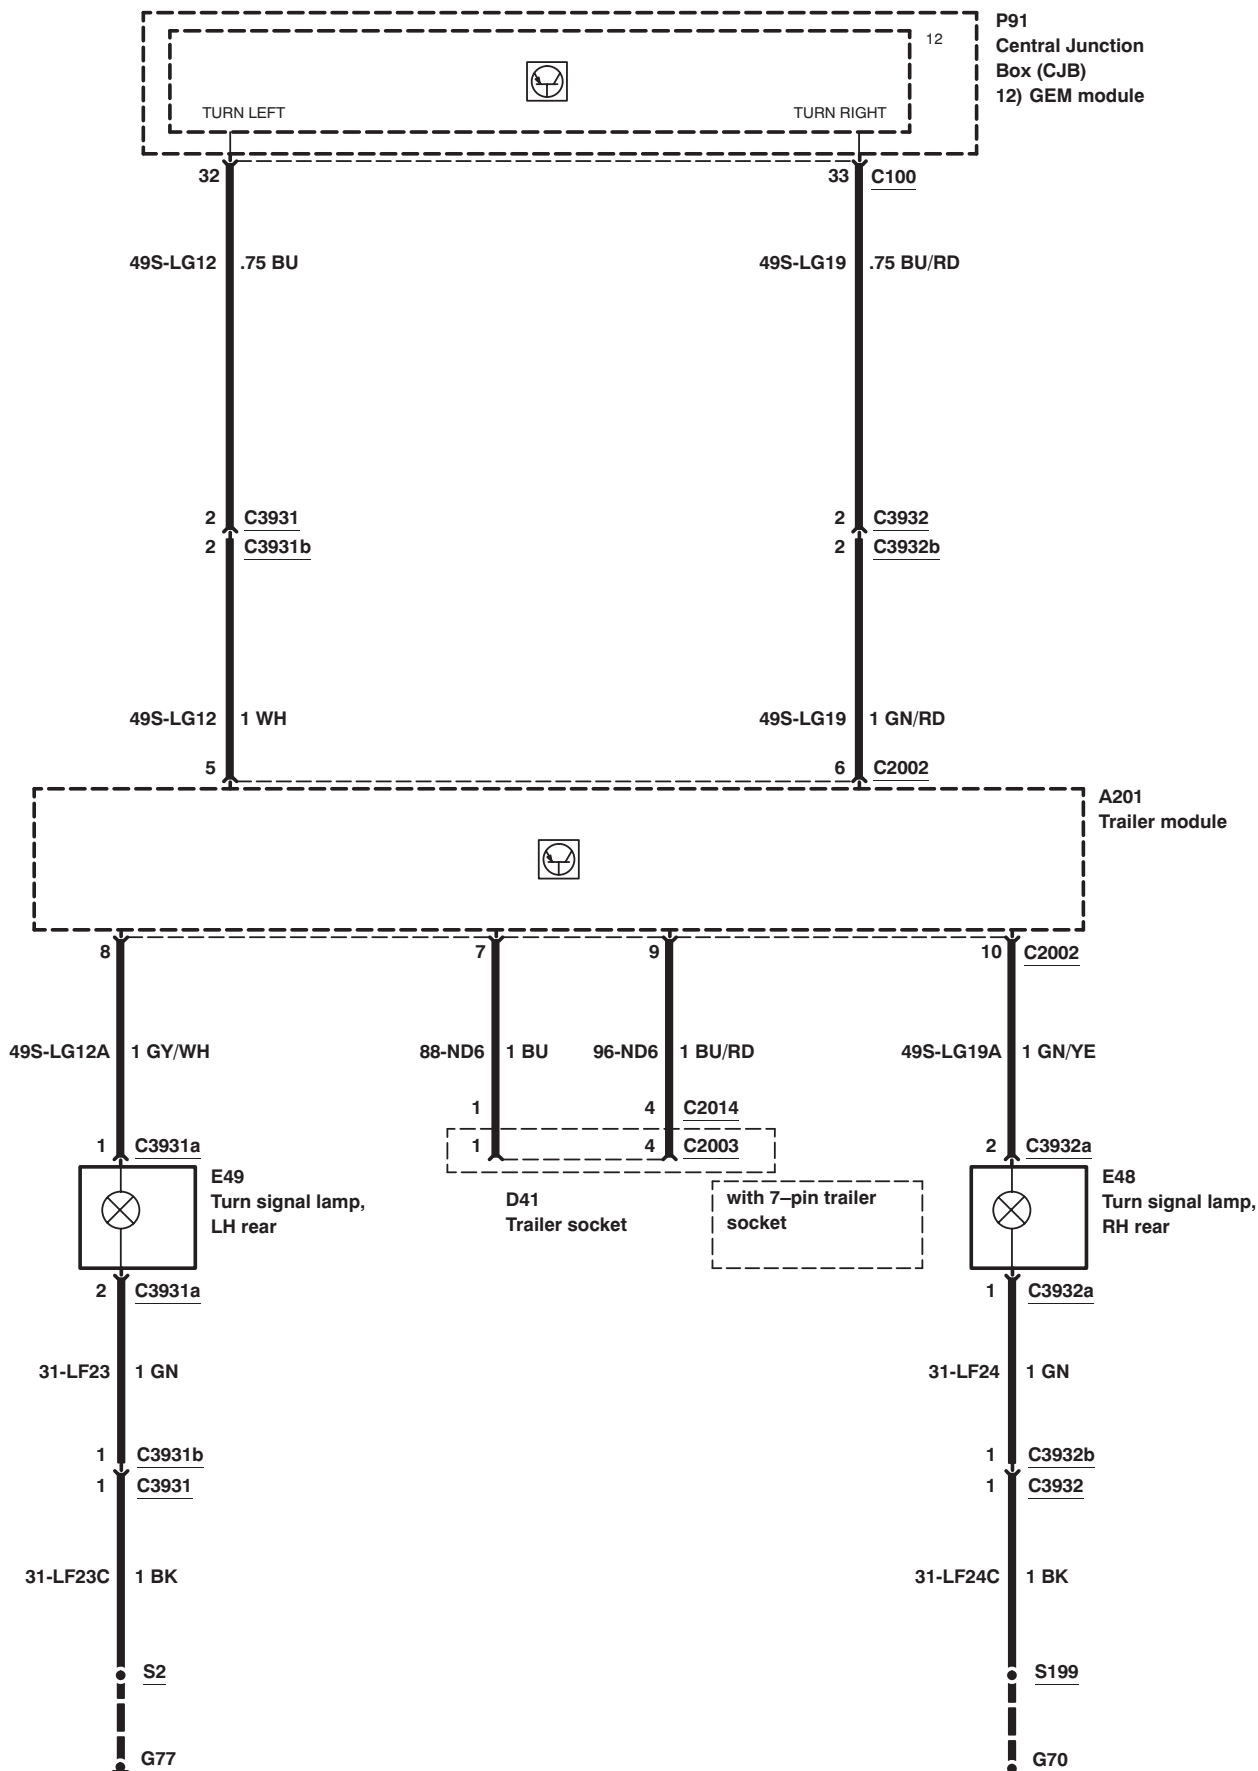 P91
Central Junction
Box (CJB)
12) GEM module
12
TURN LEFT
TURN RIGHT
32
33 C100
49S-LG12 .75 BU
49S-LG19 .75 BU/RD
2 C3931
2 C3932
2 C3931b
2 C3932b
49S-LG12 1 WH
49S-LG19 1 GN/RD
5
6 C2002
A201
Trailer module
8
7
9
10 C2002
49S-LG12A 1 GY/WH
88-ND6 1 BU
96-ND6 1 BU/RD
49S-LG19A 1 GN/YE
1
4 C2014
1 C3931a
1
4 C2003
2 C3932a
E49
Turn signal lamp,
LH rear
D41
Trailer socket
with 7–pin trailer
socket
E48
Turn signal lamp,
RH rear
2 C3931a
1 C3932a
31-LF23 1 GN
31-LF24 1 GN
1 C3931b
1 C3932b
1 C3931
1 C3932
31-LF23C 1 BK
31-LF24C 1 BK
S2
S199
G77
G70